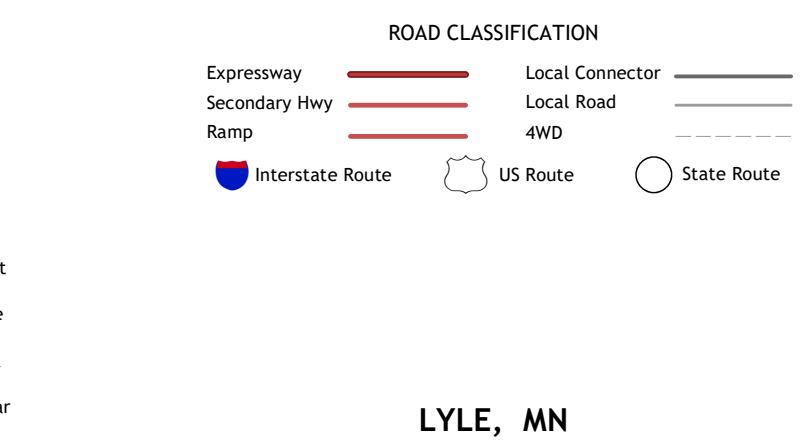 ROAD CLASSIFICATION
Expressway Local Connector
Secondary Hwy Local Road
Ramp 4WD
Interstate Route US Route State Route
LYLE, MN